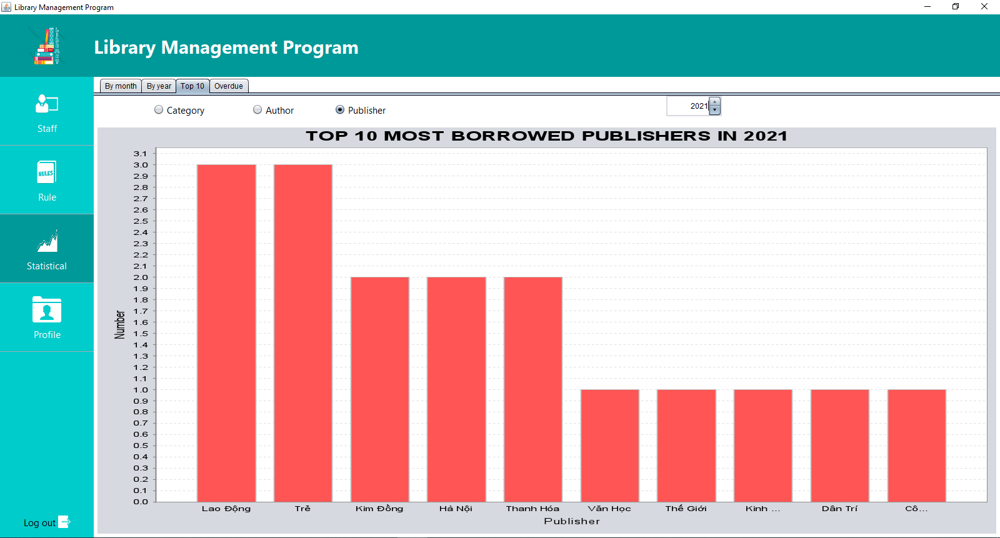 Library Management Program
Library Management Program
By month By year Top 10 Overdue
Category Author Publisher 2021
Staff
RULES
Rule
Statistical
Profile
Log out
TOP 10 MOST BORROWED PUBLISHERS IN 2021
3.1
3.0
2.9
2.8
2.7
2.6
2.5
2.4
2.3
2.2
2.1
2.0
1.9
1.8
1.7
1.6
1.5
1.4
1.3
1.2
1.1
1.0
0.9
0.8
0.7
0.6
0.5
0.4
0.3
0.2
0.1
0.0
Number
Lao Động Trẻ Kim Đồng Hà Nội Thanh Hóa Văn Học Thế Giới Kinh ... Dân Trí Cô...
Publisher